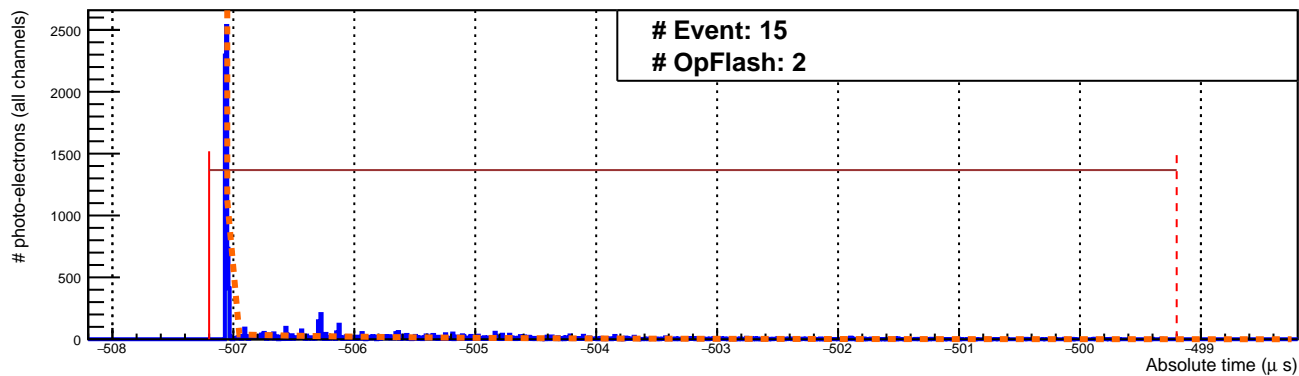 # Event: 15
# OpFlash: 2
# photo-electrons (all channels)
2500
2000
1500
1000
500
0
−508 −507 −506 −505 −504 −503 −502 −501 −500 −499
Absolute time (μ s)